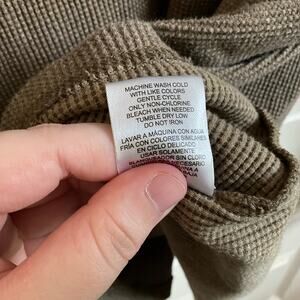 MACHINE WASH COLD
WITH LIKE COLORS
GENTLE CYCLE
ONLY NON-CHLORINE
BLEACH WHEN NEEDED
TUMBLE DRY LOW
DO NOT IRON
LAVAR A MÁQUINA CON AGUA
FRÍA CON COLORES SIMILARES
EN CICLO DELICADO
USAR SOLAMENTE
SIN CLORO
NECESARIO